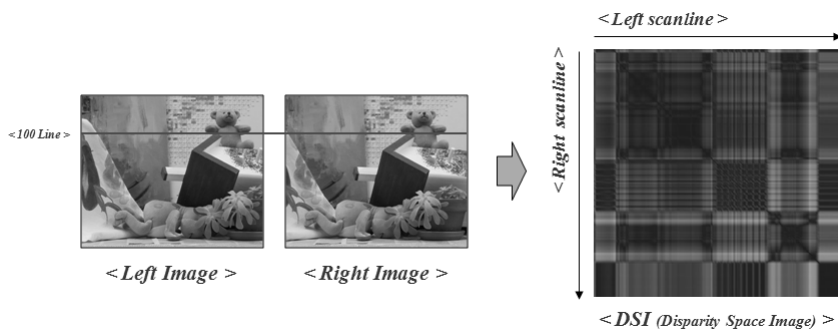 < Left scanline >
< Right scanline >
< 100 Line >
< Left Image >
< Right Image >
< DSI (Disparity Space Image) >